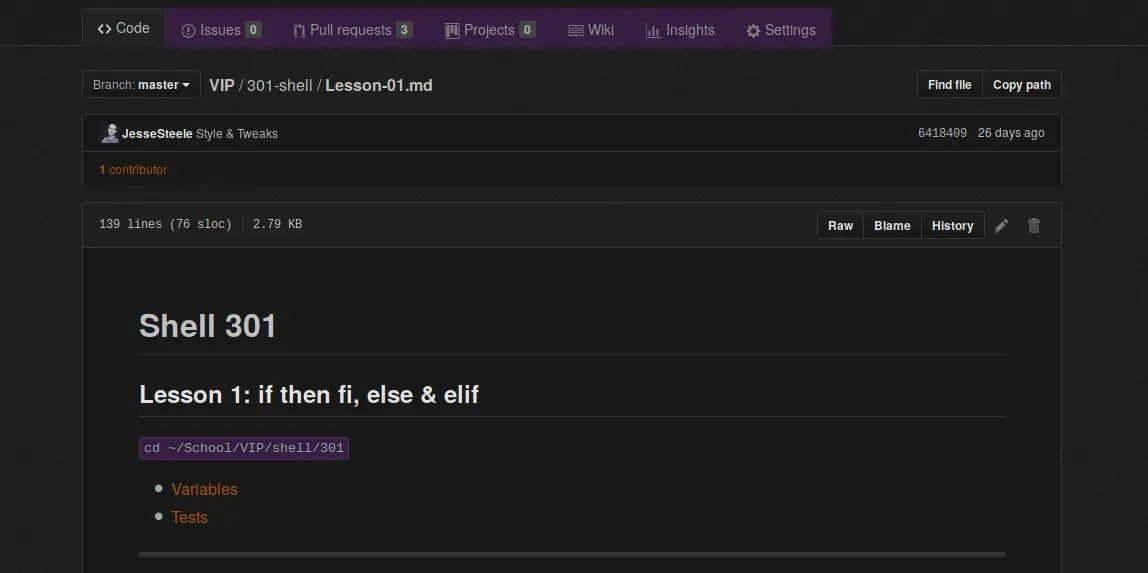 Code Issues 0 Pull requests 3 Projects 0 Wiki Insights Settings
Branch: master VIP / 301-shell / Lesson-01.md Find file Copy path
JesseSteele Style & Tweaks 6418409 26 days ago
1 contributor
139 lines (76 sloc) 2.79 KB Raw Blame History
Shell 301
Lesson 1: if then fi, else & elif
cd ~/School/VIP/shell/301
Variables
Tests